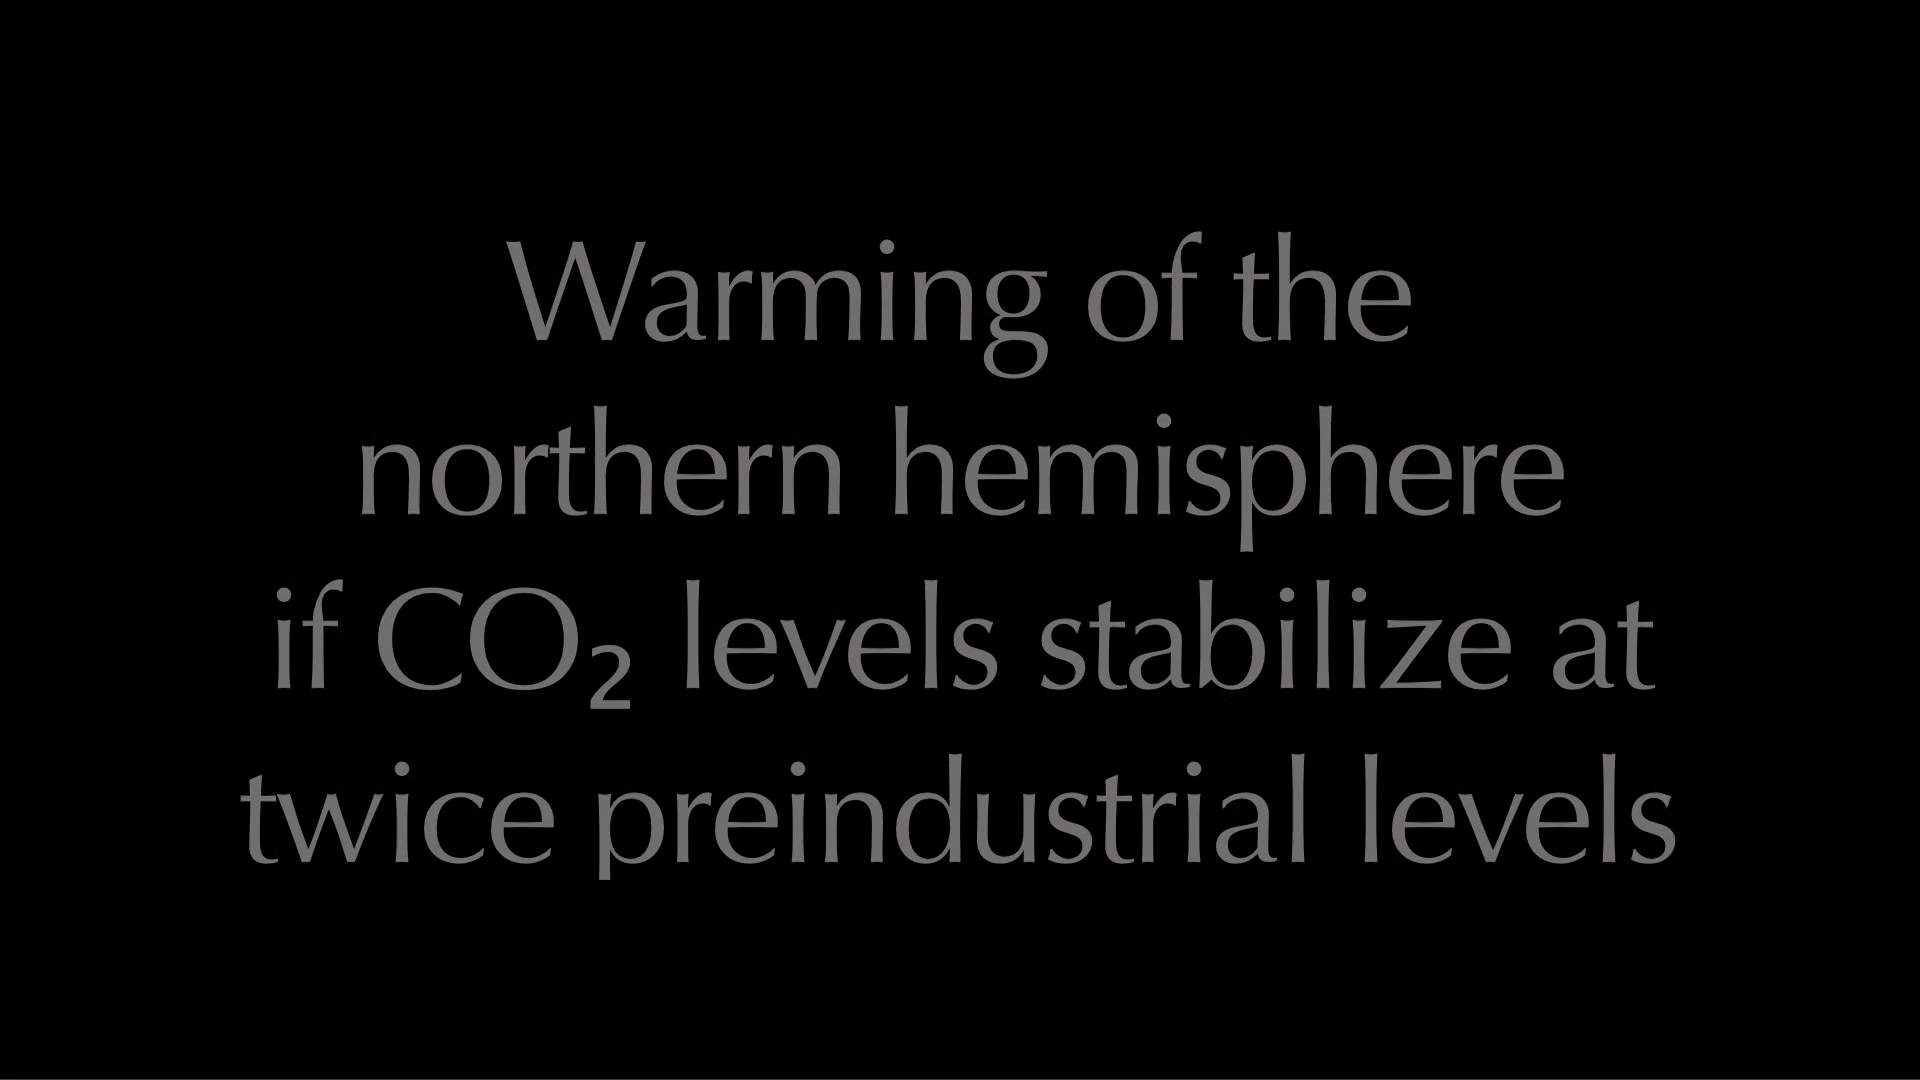 Warming of the
northern hemisphere
if CO₂ levels stabilize at
twice preindustrial levels